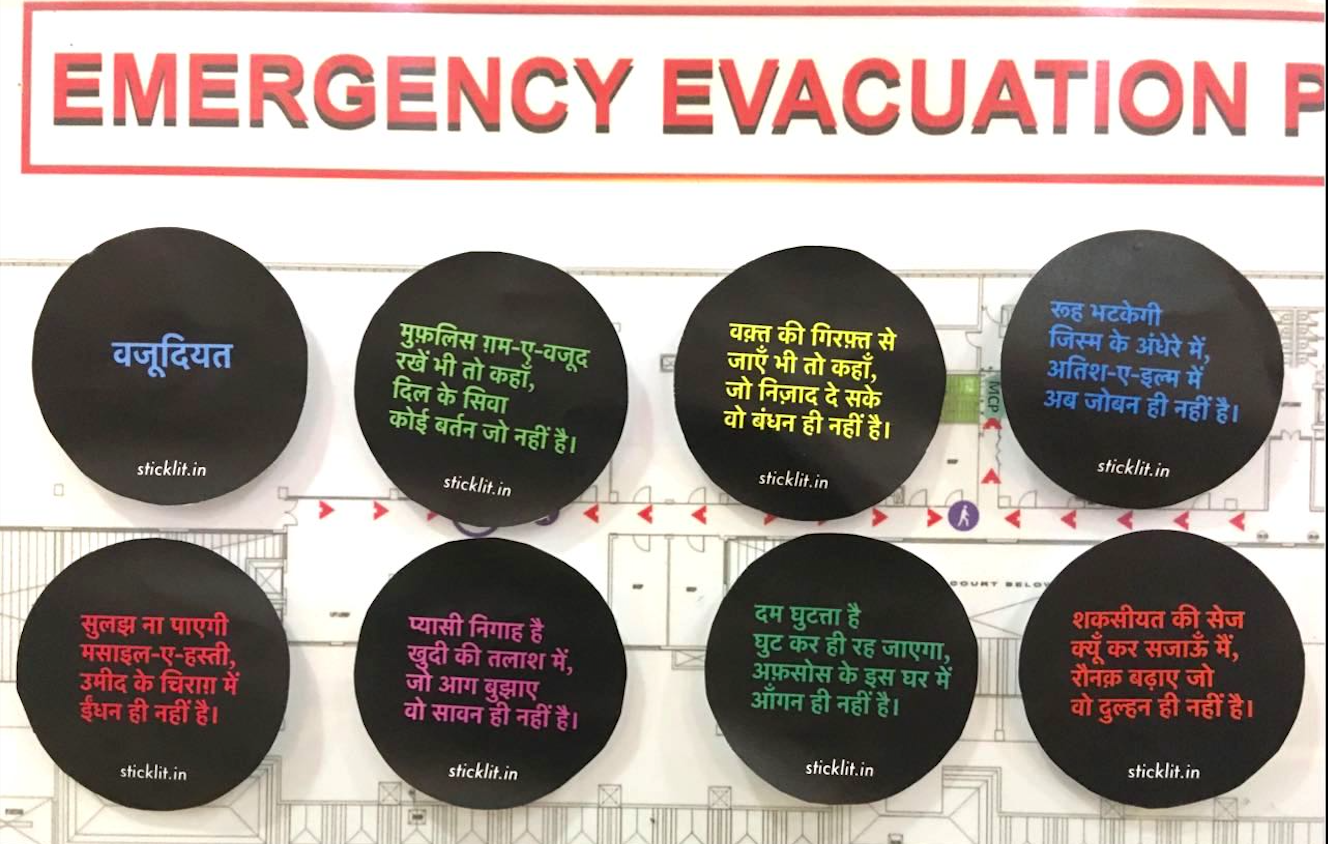 EMERGENCY EVACUATION P
वजूदियत
sticklit.in
मुफ़लिस ग़म-ए-वजूद
रखें भी तो कहाँ,
दिल के सिवा
कोई बर्तन जो नहीं है।
sticklit.in
वक़्त की गिरफ़्त से
जाएँ भी तो कहाँ,
जो निज़ाद दे सके
वो बंधन ही नहीं है।
sticklit.in
रूह भटकेगी
जिस्म के अंधेरे में,
अतिश-ए-इल्म में
अब जोबन ही नहीं है।
sticklit.in
MCP
सुलझ ना पाएगी
मसाइल-ए-हस्ती,
उमीद के चिराग़ में
ईंधन ही नहीं है।
sticklit.in
प्यासी निगाह है
खुदी की तलाश में,
जो आग बुझाए
वो सावन ही नहीं है।
sticklit.in
दम घुटत्ता है
घुट कर ही रह जाएगा,
अफ़सोस के इस घर में
आँगन ही नहीं है।
sticklit.in
COURT BELOW
शकसीयत की सेज
क्यूँ कर सजाऊँ मैं,
रौनक़ बढ़ाए जो
वो दुल्हन ही नहीं है।
sticklit.in